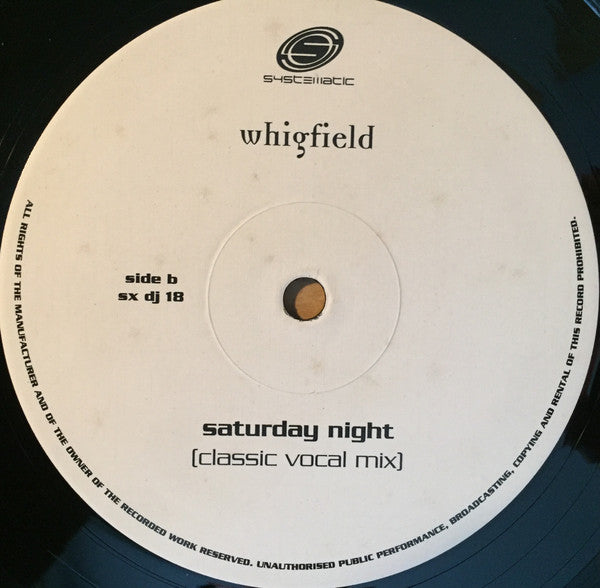 systematic
whigfield
side b
sx dj 18
saturday night
(classic vocal mix)
ALL RIGHTS OF THE MANUFACTURER AND OF THE OWNER OF THE RECORDED WORK RESERVED. UNAUTHORISED PUBLIC PERFORMANCE, BROADCASTING, COPYING AND RENTAL OF THIS RECORD PROHIBITED.